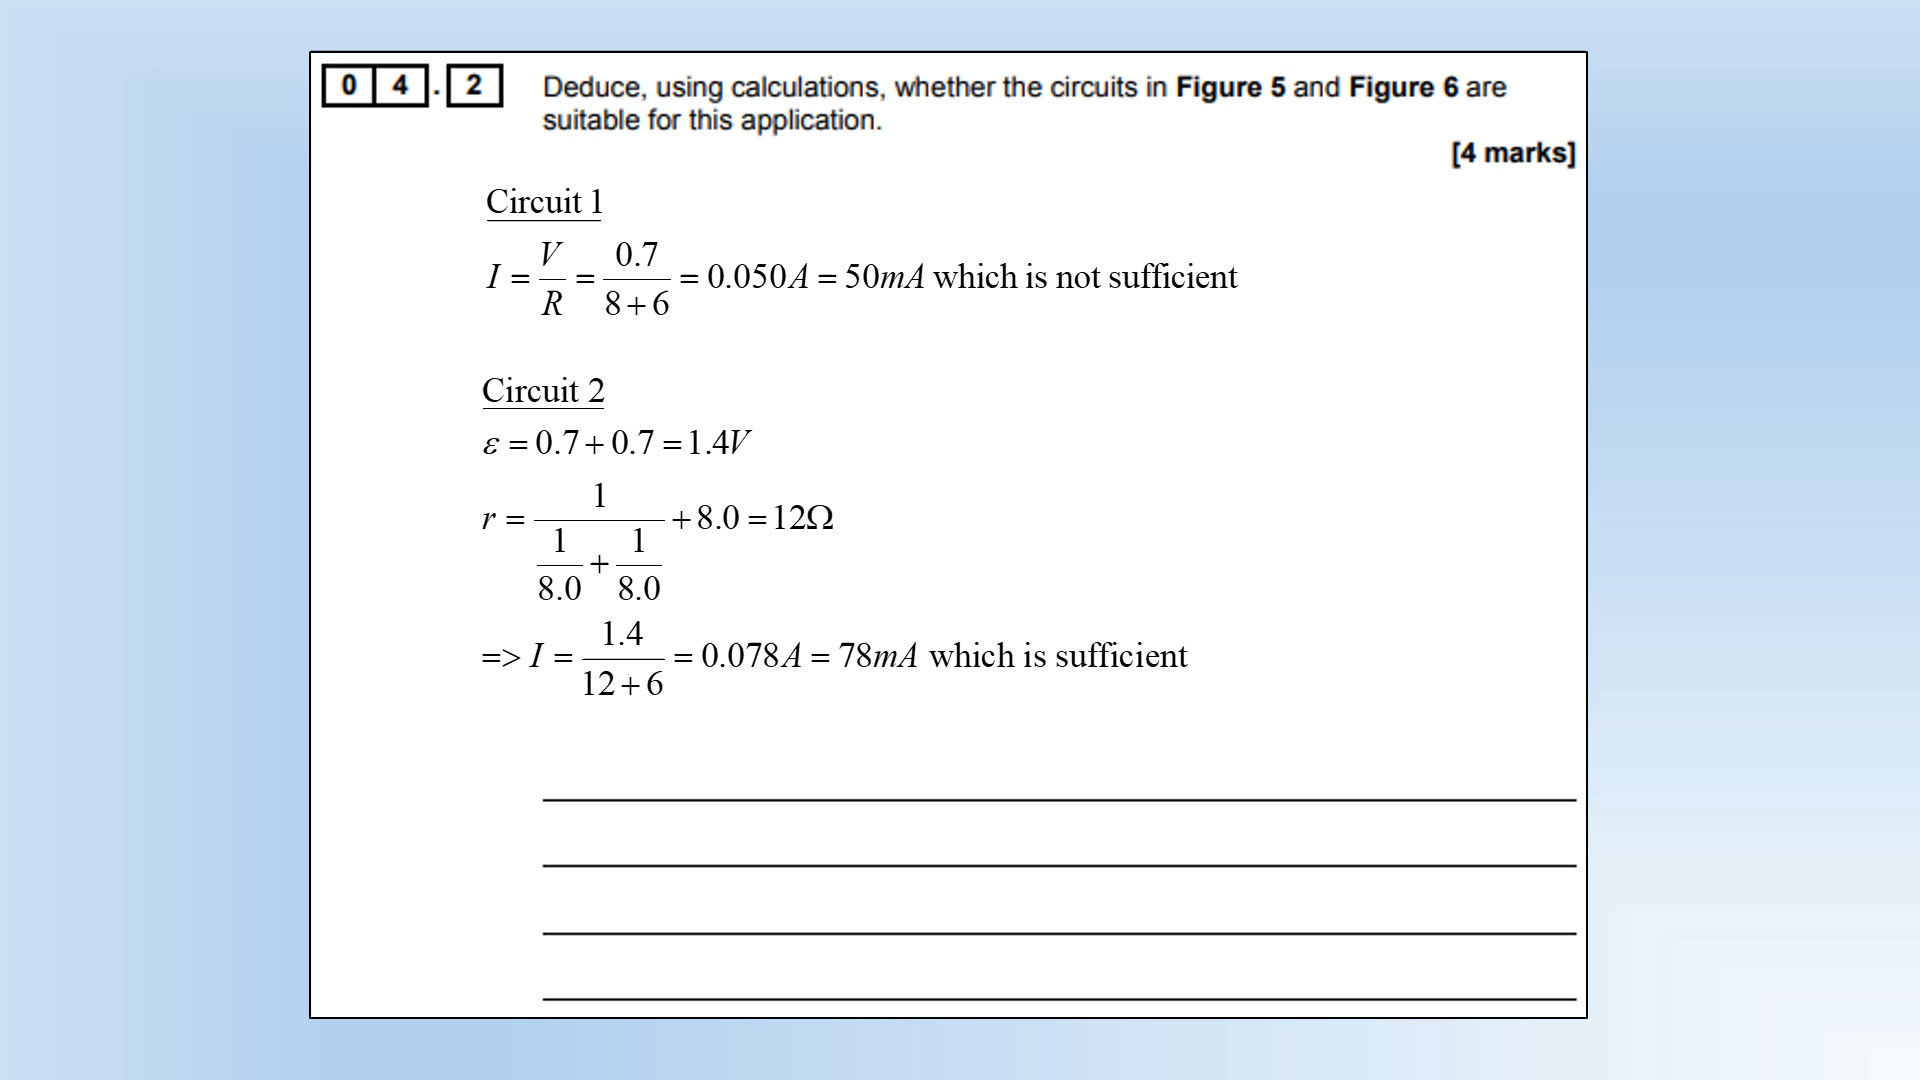 04.2 Deduce, using calculations, whether the circuits in Figure 5 and Figure 6 are
suitable for this application.
[4 marks]
Circuit 1
I = V/R = 0.7/(8+6) = 0.050A = 50mA which is not sufficient
Circuit 2
ε = 0.7+0.7 = 1.4V
r = 1/(1/8.0 + 1/8.0) + 8.0 = 12Ω
=> I = 1.4/(12+6) = 0.078A = 78mA which is sufficient